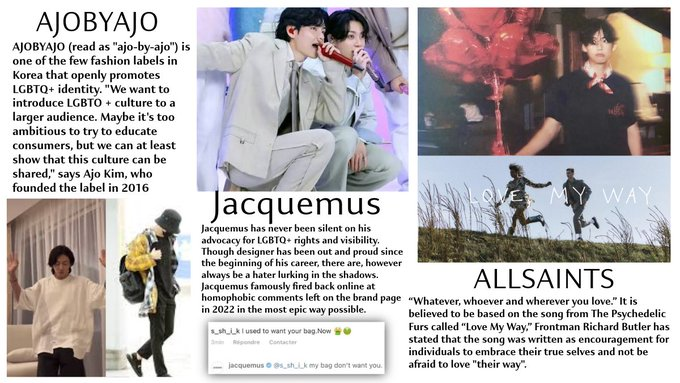 AJOBYAJO
AJOBYAJO (read as "ajo-by-ajo") is
one of the few fashion labels in
Korea that openly promotes
LGBTQ+ identity. "We want to
introduce LGBTO + culture to a
larger audience. Maybe it's too
ambitious to try to educate
consumers, but we can at least
show that this culture can be
shared," says Ajo Kim, who
founded the label in 2016
Jacquemus
Jacquemus has never been silent on his
advocacy for LGBTQ+ rights and visibility.
Though designer has been out and proud since
the beginning of his career, there are, however
always be a hater lurking in the shadows.
Jacquemus famously fired back online at
homophobic comments left on the brand page
in 2022 in the most epic way possible.
s_sh_i_k I used to want your bag.Now
3min Répondre Contacter
jacquemus @s_sh_i_k my bag don't want you.
LOVE MY WAY
ALLSAINTS
“Whatever, whoever and wherever you love.” It is
believed to be based on the song from The Psychedelic
Furs called “Love My Way,” Frontman Richard Butler has
stated that the song was written as encouragement for
individuals to embrace their true selves and not be
afraid to love "their way”.